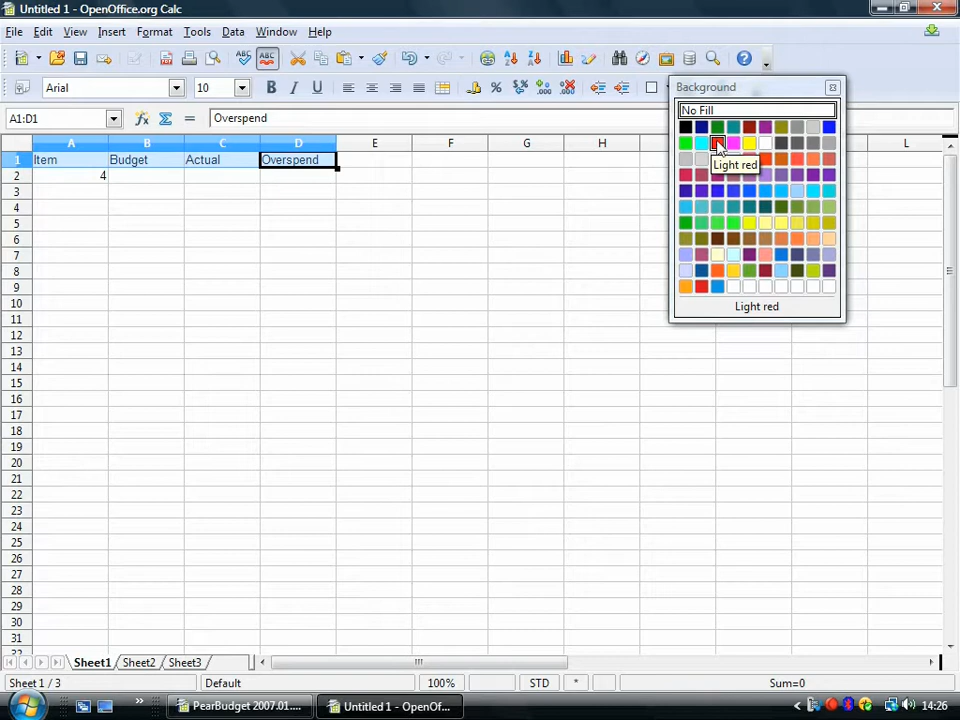 Untitled 1 - OpenOffice.org Calc
File Edit View Insert Format Tools Data Window Help
Arial 10 B I U
A1:D1 Overspend
Background
No Fill
Light red
Light red
A B C D E F G H L
1 Item Budget Actual Overspend
2 4
3
4
5
6
7
8
9
10
11
12
13
14
15
16
17
18
19
20
21
22
23
24
25
26
27
28
29
30
31
32
Sheet1 Sheet2 Sheet3
Sheet 1 / 3 Default 100% STD * Sum=0
PearBudget 2007.01.... Untitled 1 - OpenOf... 14:26